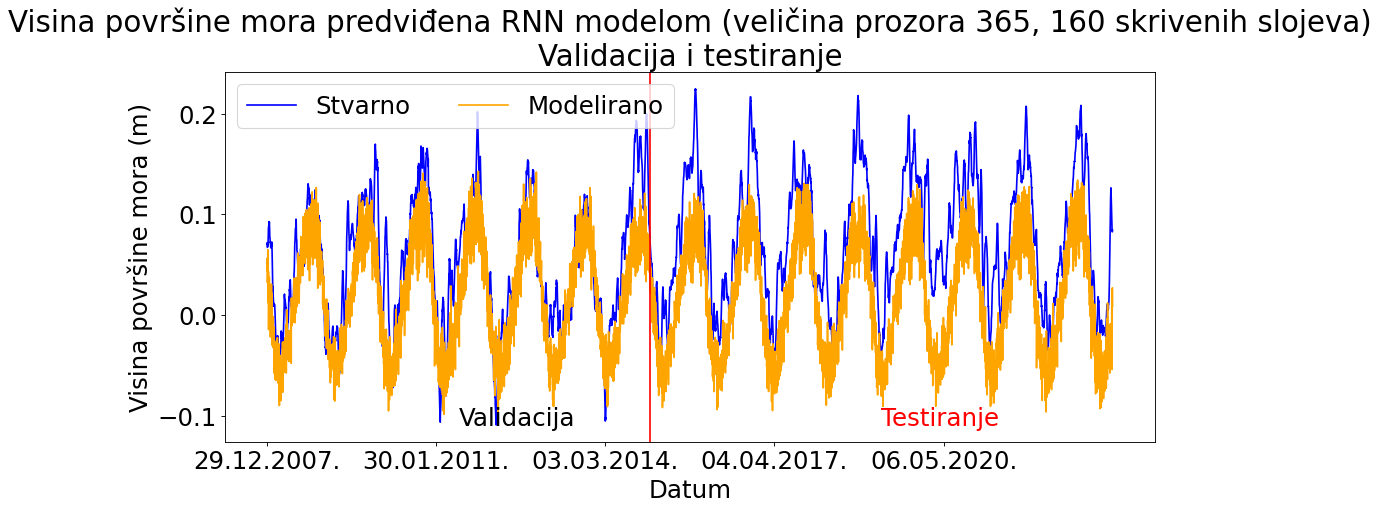 Visina površine mora predviđena RNN modelom (veličina prozora 365, 160 skrivenih slojeva)
Validacija i testiranje
Stvarno Modelirano
Visina površine mora (m)
0.2
0.1
0.0
−0.1
Validacija Testiranje
29.12.2007. 30.01.2011. 03.03.2014. 04.04.2017. 06.05.2020.
Datum